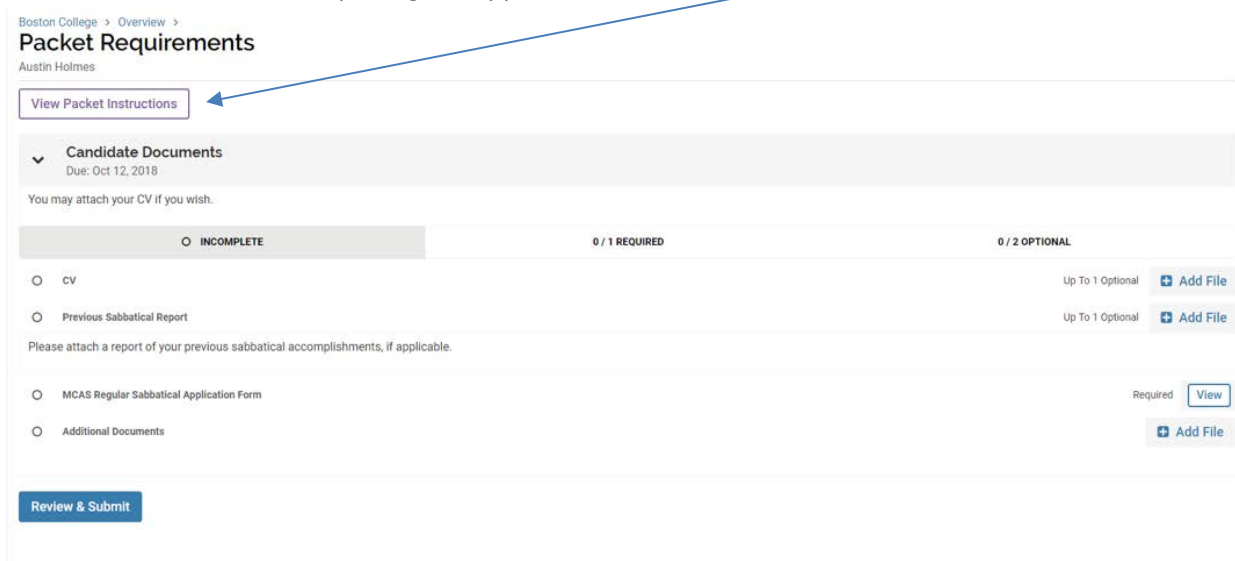 Boston College > Overview >
Packet Requirements
Austin Holmes
View Packet Instructions
Candidate Documents
Due: Oct 12, 2018
You may attach your CV if you wish.
INCOMPLETE 0 / 1 REQUIRED 0 / 2 OPTIONAL
CV Up To 1 Optional Add File
Previous Sabbatical Report Up To 1 Optional Add File
Please attach a report of your previous sabbatical accomplishments, if applicable.
MCAS Regular Sabbatical Application Form Required View
Additional Documents Add File
Review & Submit